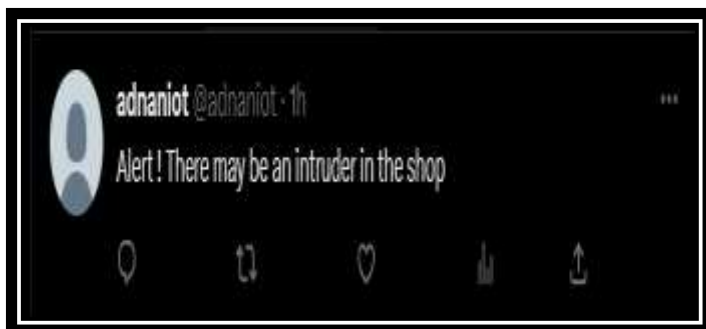 adnaniot @adnaniot · 1h
Alert ! There may be an intruder in the shop